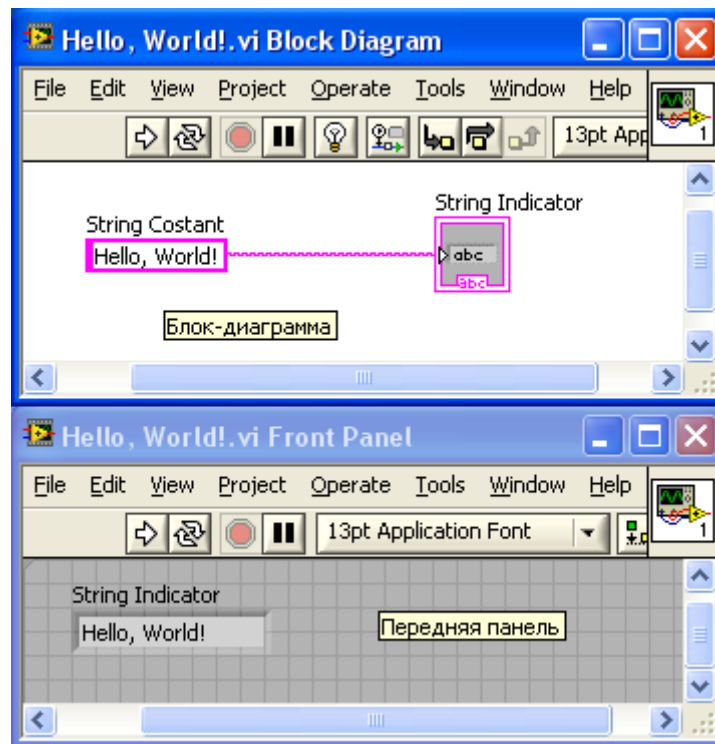 Hello, World!.vi Block Diagram
File Edit View Project Operate Tools Window Help
13pt App
1
String Costant
String Indicator
Hello, World!
abc
abc
Блок-диаграмма
Hello, World!.vi Front Panel
File Edit View Project Operate Tools Window Help
13pt Application Font
1
String Indicator
Hello, World!
Передняя панель